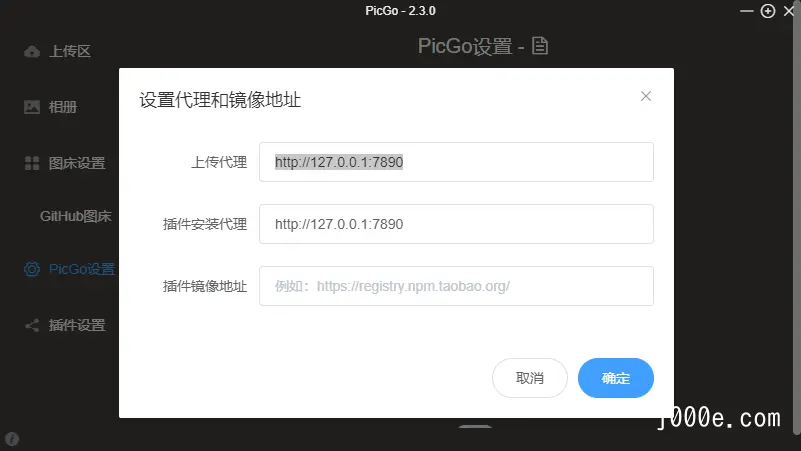 PicGo - 2.3.0
上传区
PicGo设置 -
相册
图床设置
GitHub图床
PicGo设置
插件设置
设置代理和镜像地址
上传代理 http://127.0.0.1:7890
插件安装代理 http://127.0.0.1:7890
插件镜像地址 例如：https://registry.npm.taobao.org/
取消 确定
j000e.com